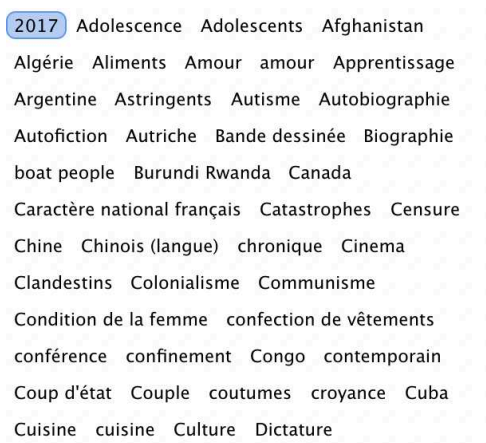 2017 Adolescence Adolescents Afghanistan
Algérie Aliments Amour amour Apprentissage
Argentine Astringents Autisme Autobiographie
Autofiction Autriche Bande dessinée Biographie
boat people Burundi Rwanda Canada
Caractère national français Catastrophes Censure
Chine Chinois (langue) chronique Cinema
Clandestins Colonialisme Communisme
Condition de la femme confection de vêtements
conférence confinement Congo contemporain
Coup d'état Couple coutumes croyance Cuba
Cuisine cuisine Culture Dictature